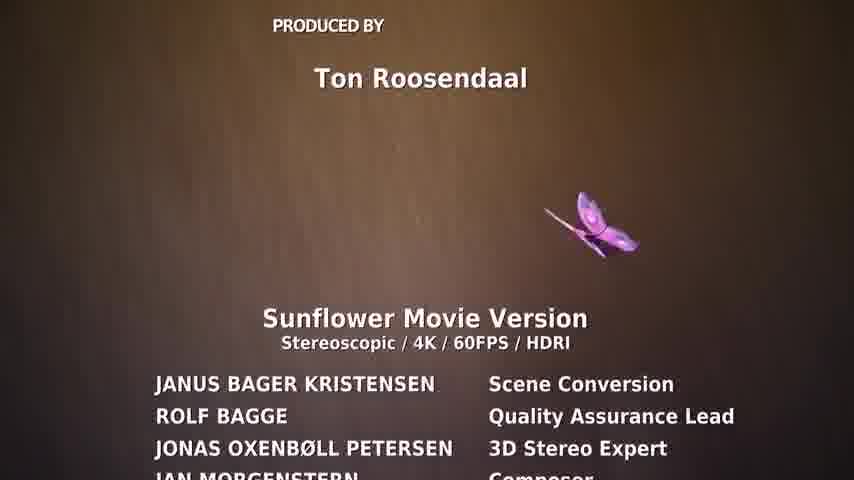 PRODUCED BY
Ton Roosendaal
Sunflower Movie Version
Stereoscopic / 4K / 60FPS / HDRI
JANUS BAGER KRISTENSEN Scene Conversion
ROLF BAGGE Quality Assurance Lead
JONAS OXENBØLL PETERSEN 3D Stereo Expert
JAN MORGENSTERN Composer